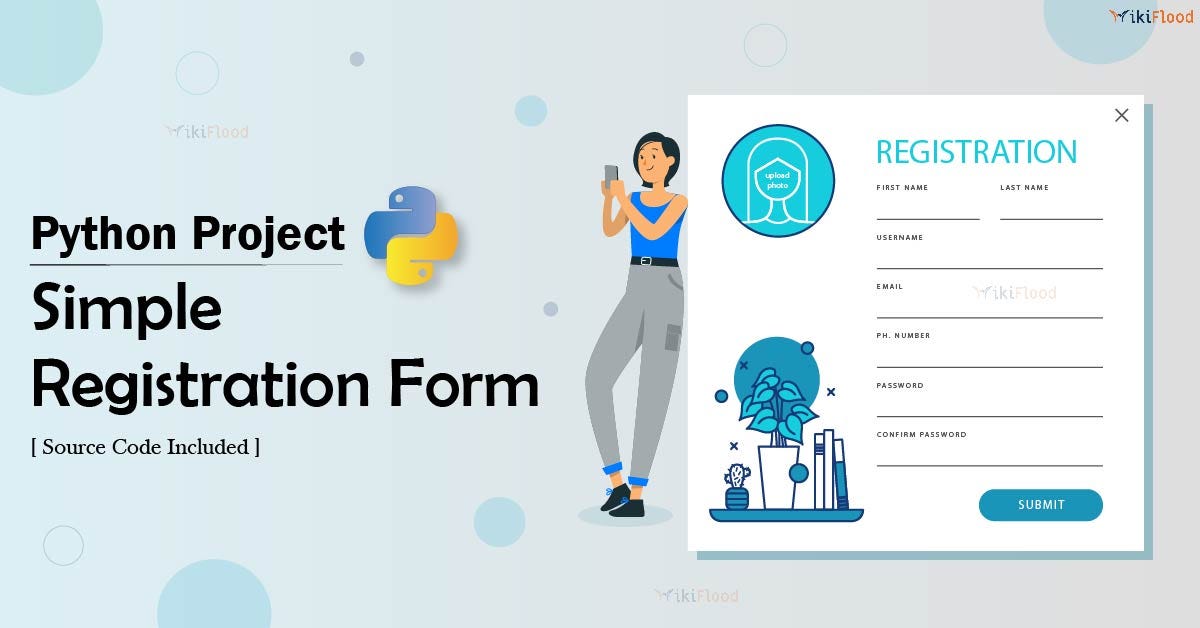 WikiFlood
WikiFlood
Python Project
Simple
Registration Form
[ Source Code Included ]
upload
photo
REGISTRATION
FIRST NAME LAST NAME
USERNAME
EMAIL
WikiFlood
PH. NUMBER
PASSWORD
CONFIRM PASSWORD
SUBMIT
WikiFlood